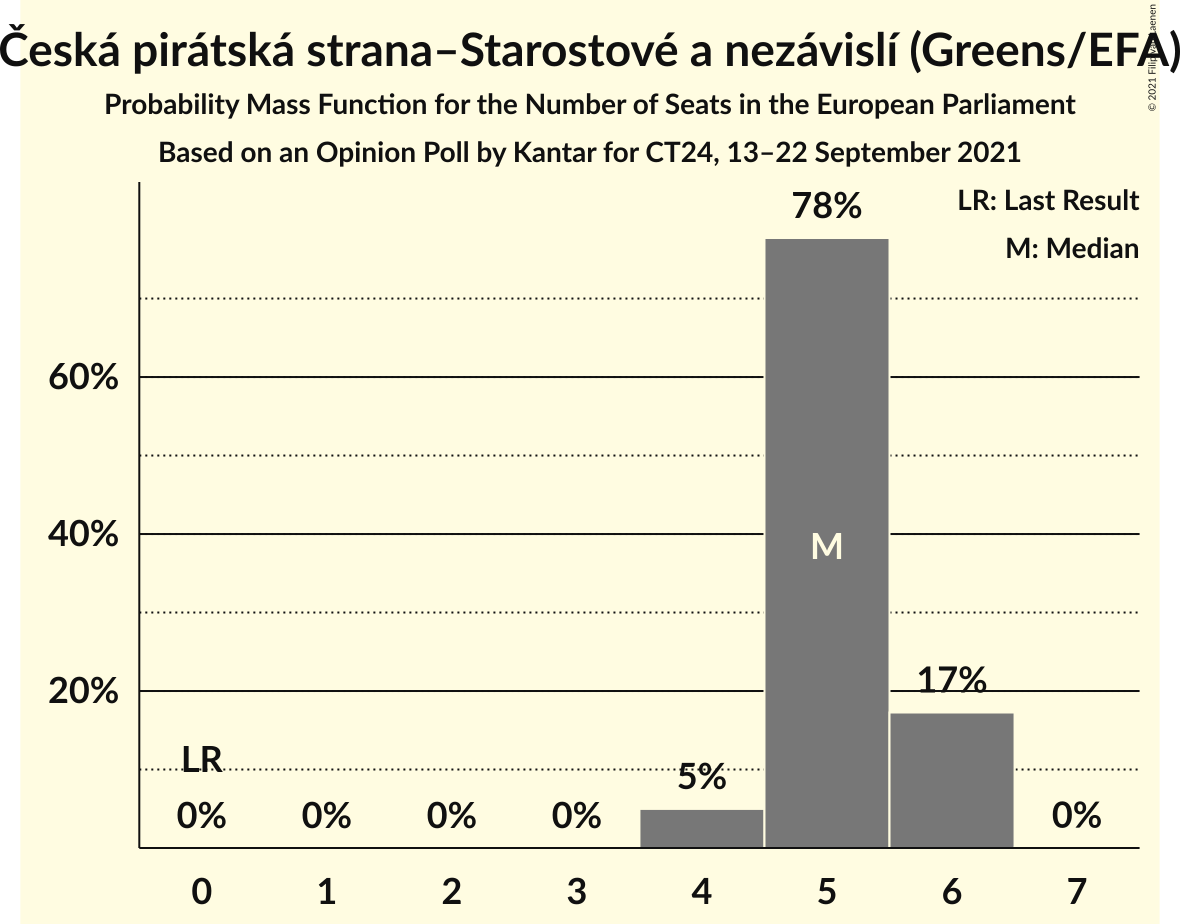 Česká pirátská strana–Starostové a nezávislí (Greens/EFA)
Probability Mass Function for the Number of Seats in the European Parliament
Based on an Opinion Poll by Kantar for CT24, 13–22 September 2021
© 2021 Filip
LR: Last Result
M: Median
78%
60%
40%
M
20%
17%
LR
5%
0% 0% 0% 0% 0%
0 1 2 3 4 5 6 7